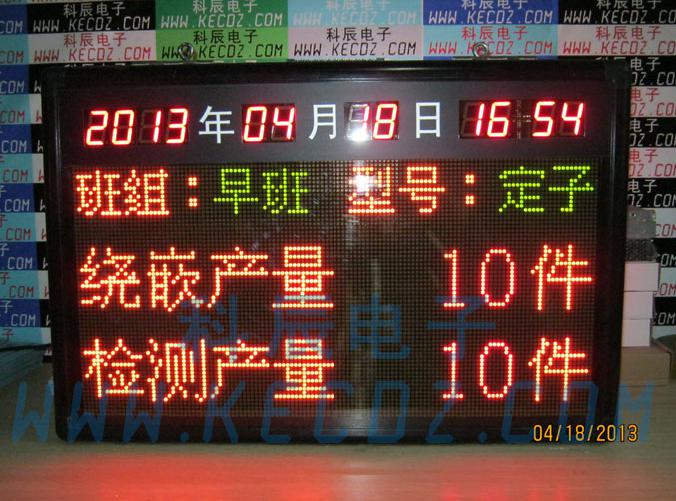 科辰电子
WWW.KECDZ.COM
2013年04月18日 16 54
班组：早班 型号：定子
绕嵌产量 10件
检测产量 10件
科辰电子
WWW.KECDZ.COM
04/18/2013